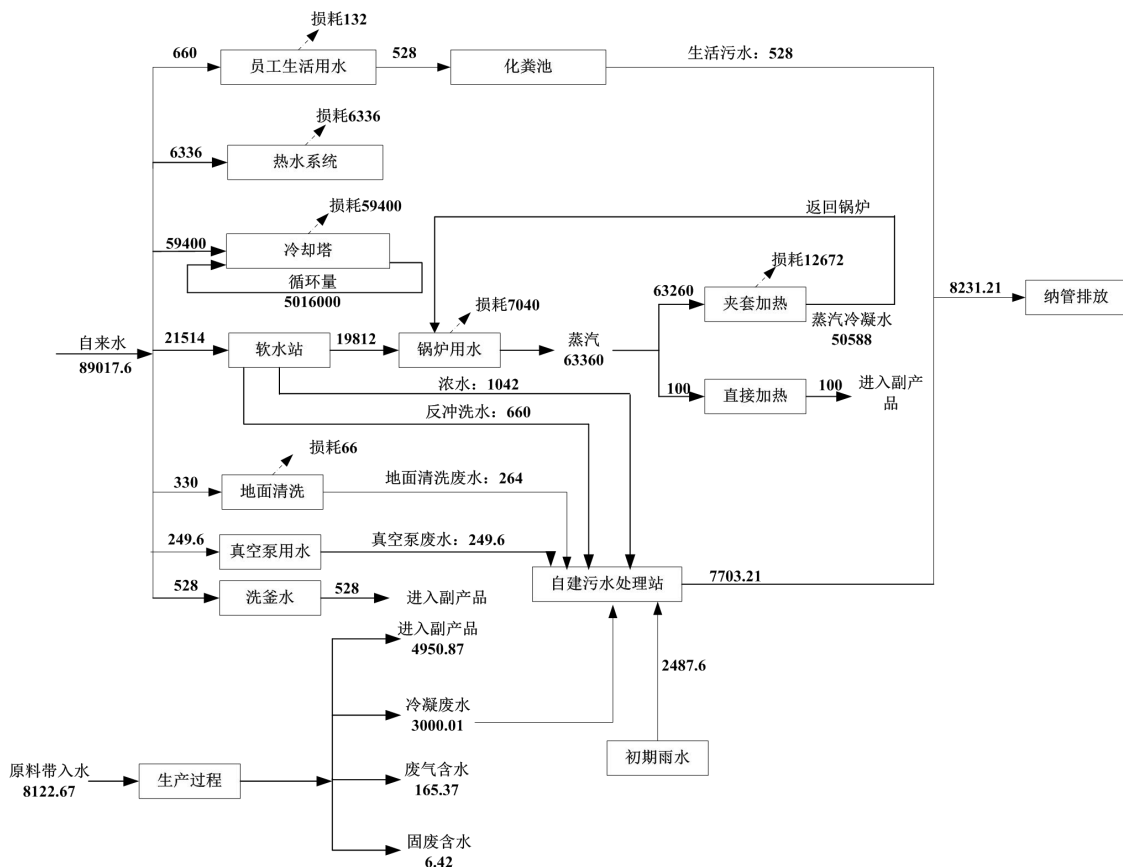 损耗132
660
员工生活用水
528
化粪池
生活污水：528
损耗6336
6336
热水系统
损耗59400
59400
冷却塔
循环量
5016000
返回锅炉
损耗12672
63260
夹套加热
蒸汽冷凝水
50588
8231.21
纳管排放
自来水
89017.6
21514
软水站
19812
损耗7040
锅炉用水
蒸汽
63360
100
直接加热
100
进入副产
品
浓水：1042
反冲洗水：660
损耗66
330
地面清洗
地面清洗废水：264
249.6
真空泵用水
真空泵废水：249.6
528
洗釜水
528
进入副产品
自建污水处理站
7703.21
进入副产品
4950.87
2487.6
冷凝废水
3000.01
初期雨水
原料带入水
8122.67
生产过程
废气含水
165.37
固废含水
6.42